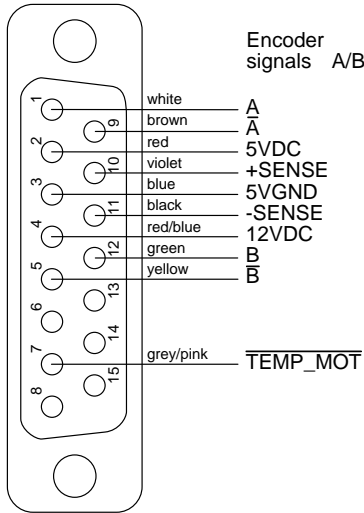 Encoder
signals A/B
1
white
A
9
brown
A̅
2
red
5VDC
10
violet
+SENSE
3
blue
5VGND
11
black
-SENSE
4
red/blue
12VDC
12
green
B
5
yellow
B̅
13
6
14
7
grey/pink
TEMP_MOT
15
8